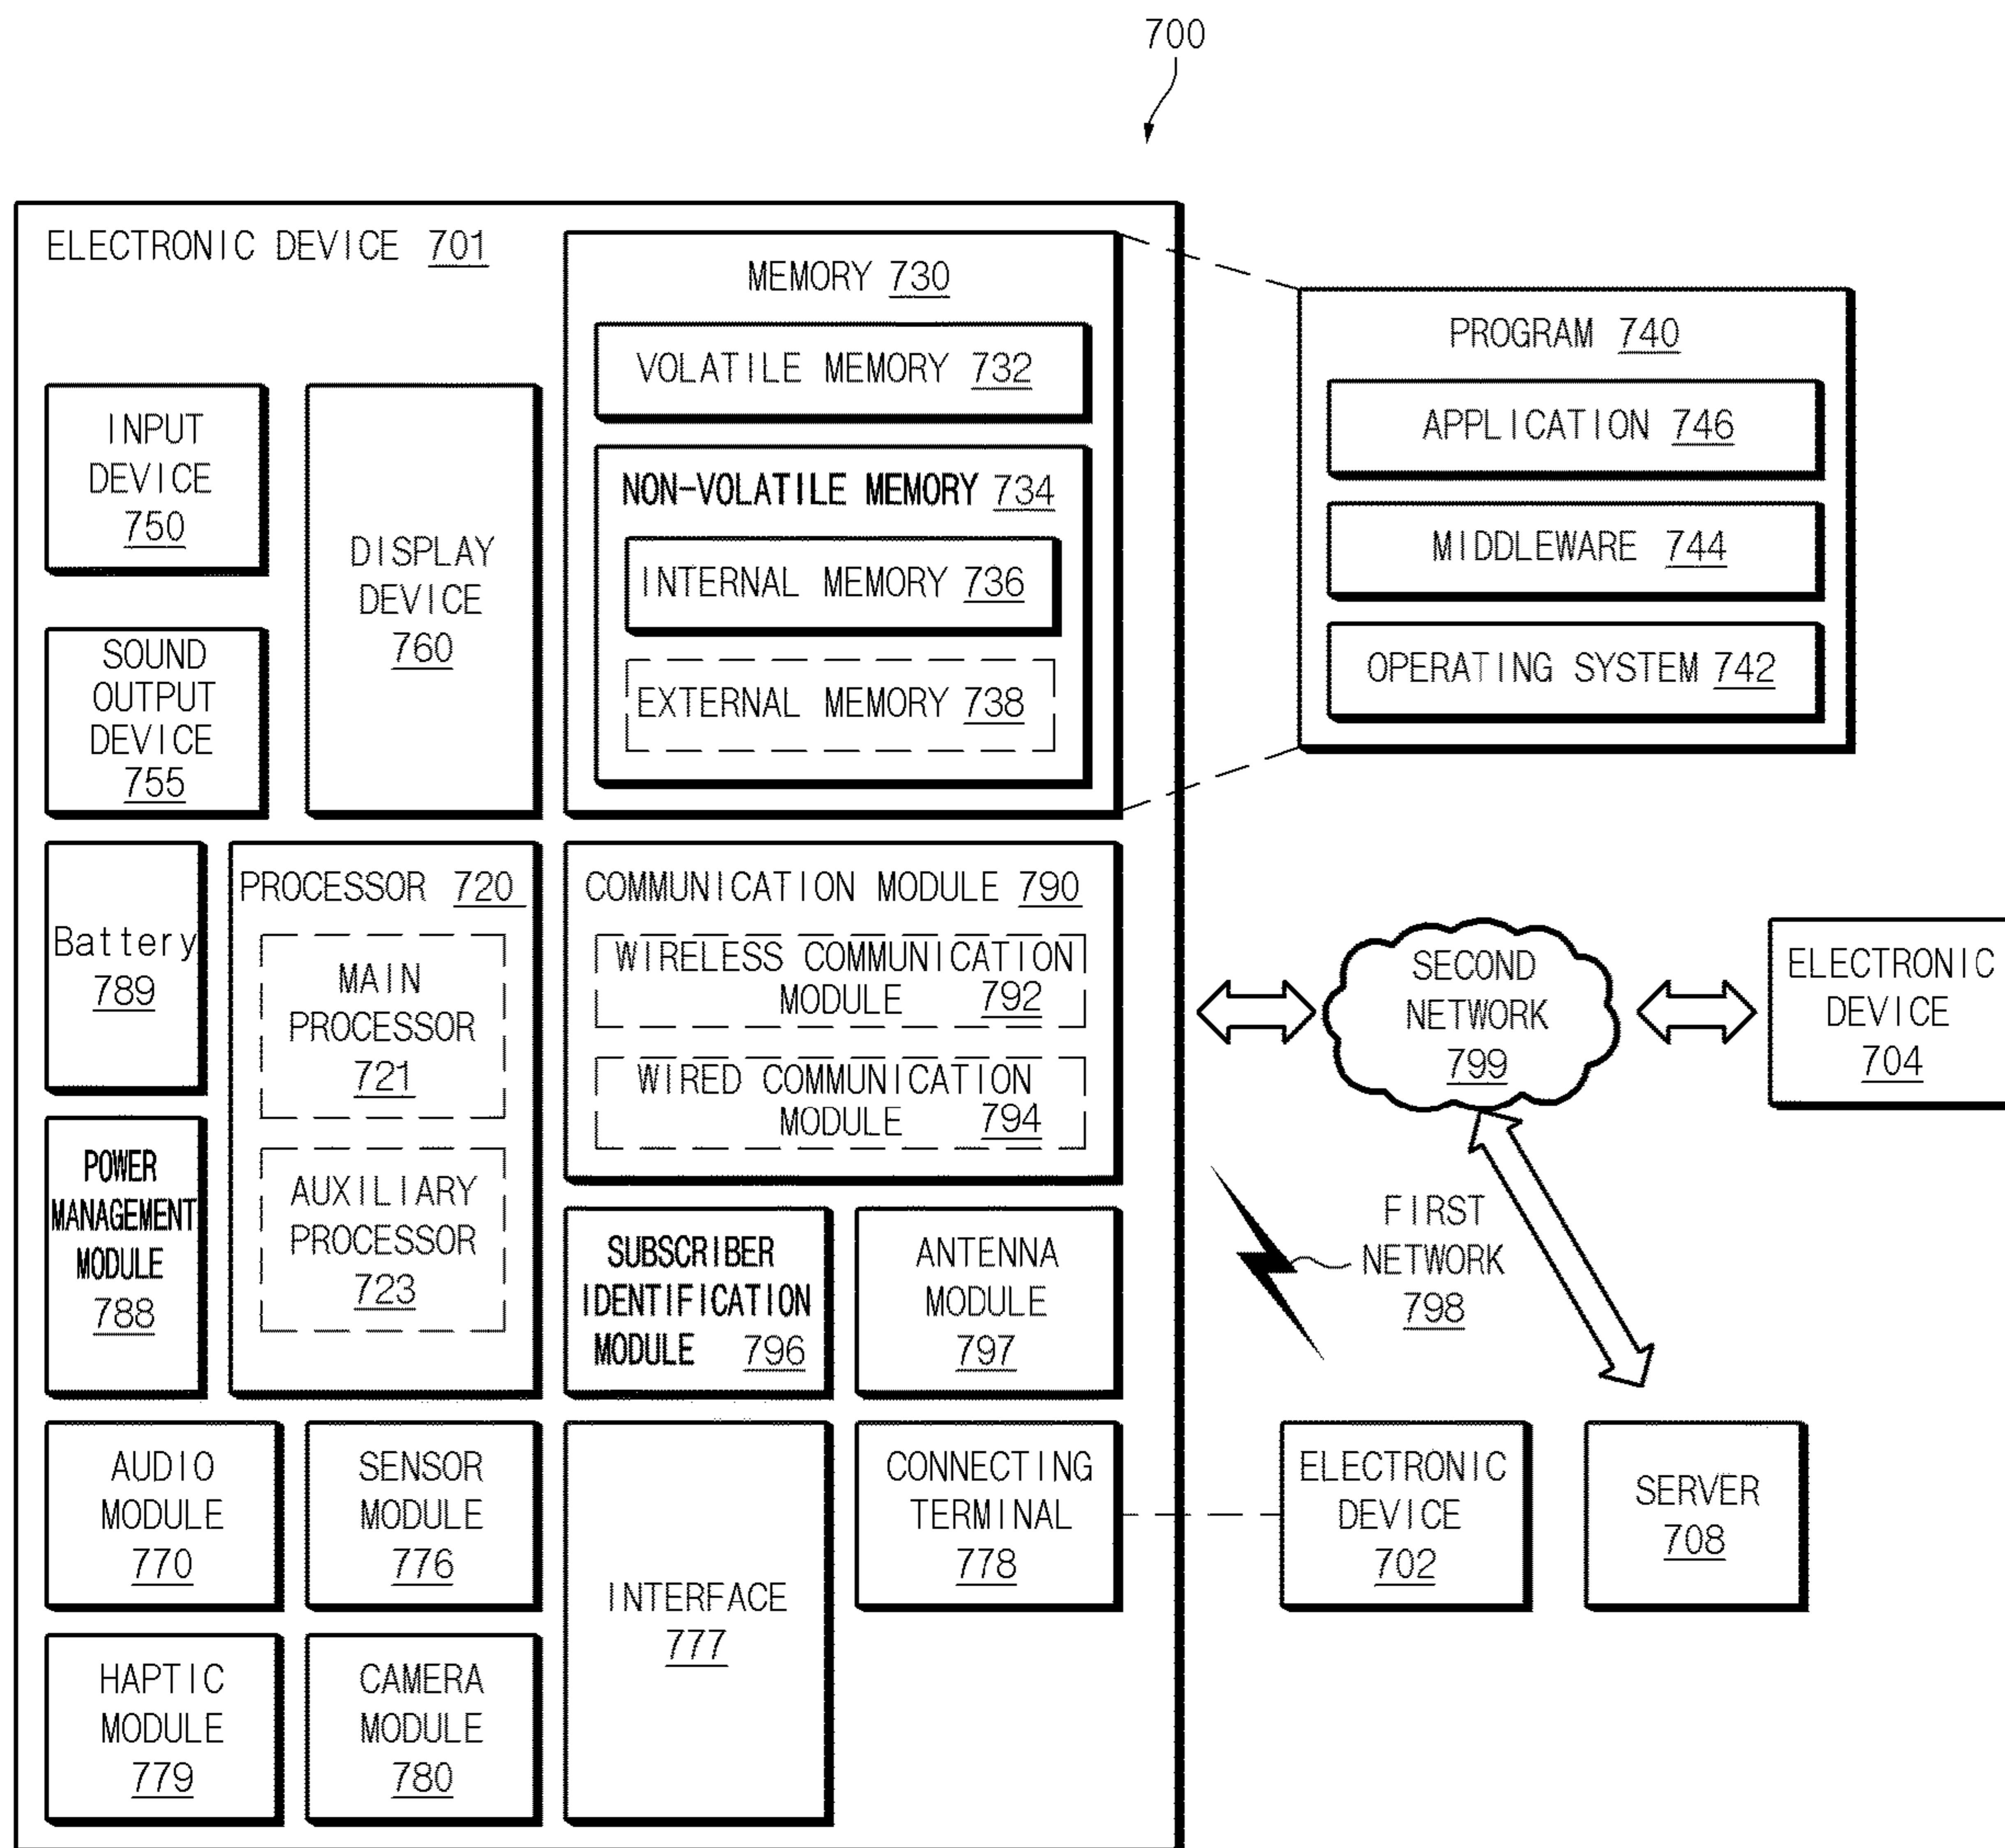 700
ELECTRONIC DEVICE 701
MEMORY 730
VOLATILE MEMORY 732
NON-VOLATILE MEMORY 734
INTERNAL MEMORY 736
EXTERNAL MEMORY 738
PROGRAM 740
APPLICATION 746
MIDDLEWARE 744
OPERATING SYSTEM 742
INPUT
DEVICE
750
SOUND
OUTPUT
DEVICE
755
DISPLAY
DEVICE
760
Battery
789
POWER
MANAGEMENT
MODULE
788
PROCESSOR 720
MAIN
PROCESSOR
721
AUXILIARY
PROCESSOR
723
COMMUNICATION MODULE 790
WIRELESS COMMUNICATION
MODULE 792
WIRED COMMUNICATION
MODULE 794
SUBSCRIBER
IDENTIFICATION
MODULE 796
ANTENNA
MODULE
797
SECOND
NETWORK
799
ELECTRONIC
DEVICE
704
FIRST
NETWORK
798
AUDIO
MODULE
770
SENSOR
MODULE
776
INTERFACE
777
CONNECTING
TERMINAL
778
ELECTRONIC
DEVICE
702
SERVER
708
HAPTIC
MODULE
779
CAMERA
MODULE
780